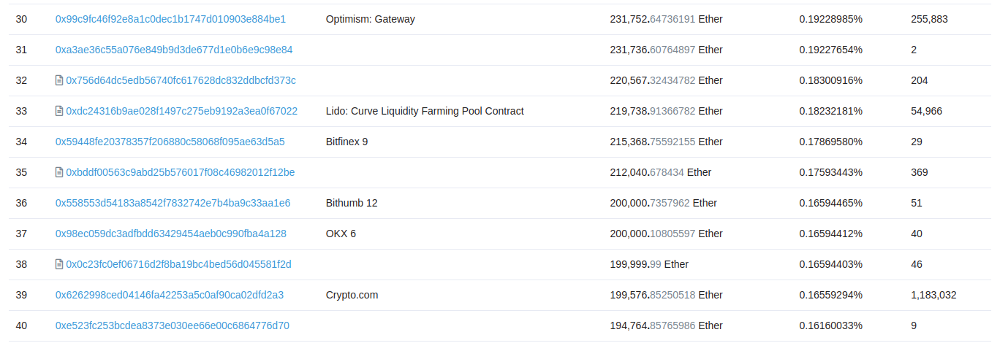 30 0x99c9fc46f92e8a1c0dec1b1747d010903e884be1 Optimism: Gateway 231,752.64736191 Ether 0.19228985% 255,883
31 0xa3ae36c55a076e849b9d3de677d1e0b6e9c98e84 231,736.60764897 Ether 0.19227654% 2
32 0x756d64dc5edb56740fc617628dc832ddbcfd373c 220,567.32434782 Ether 0.18300916% 204
33 0xdc24316b9ae028f1497c275eb9192a3ea0f67022 Lido: Curve Liquidity Farming Pool Contract 219,738.91366782 Ether 0.18232181% 54,966
34 0x59448fe20378357f206880c58068f095ae63d5a5 Bitfinex 9 215,368.75592155 Ether 0.17869580% 29
35 0xbddf00563c9abd25b576017f08c46982012f12be 212,040.678434 Ether 0.17593443% 369
36 0x558553d54183a8542f7832742e7b4ba9c33aa1e6 Bithumb 12 200,000.7357962 Ether 0.16594465% 51
37 0x98ec059dc3adfbdd63429454aeb0c990fba4a128 OKX 6 200,000.10805597 Ether 0.16594412% 40
38 0x0c23fc0ef06716d2f8ba19bc4bed56d045581f2d 199,999.99 Ether 0.16594403% 46
39 0x6262998ced04146fa42253a5c0af90ca02dfd2a3 Crypto.com 199,576.85250518 Ether 0.16559294% 1,183,032
40 0xe523fc253bcdea8373e030ee66e00c6864776d70 194,764.85765986 Ether 0.16160033% 9